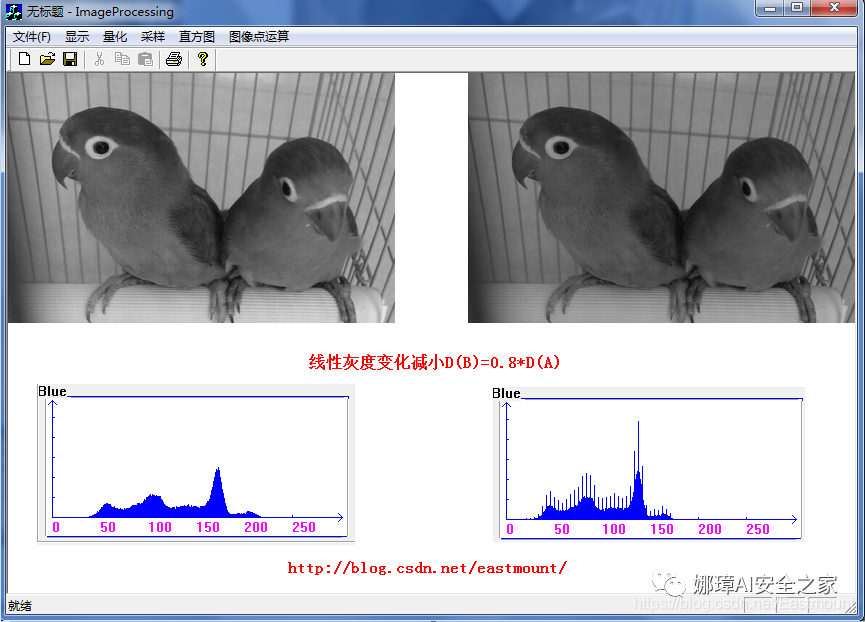 无标题 - ImageProcessing
文件(F) 显示 量化 采样 直方图 图像点运算
线性灰度变化减小D(B)=0.8*D(A)
Blue
0 50 100 150 200 250
Blue
0 50 100 150 200 250
http://blog.csdn.net/eastmount/
娜璋AI安全之家
https://blog.csdn.net/Eastmount
就绪